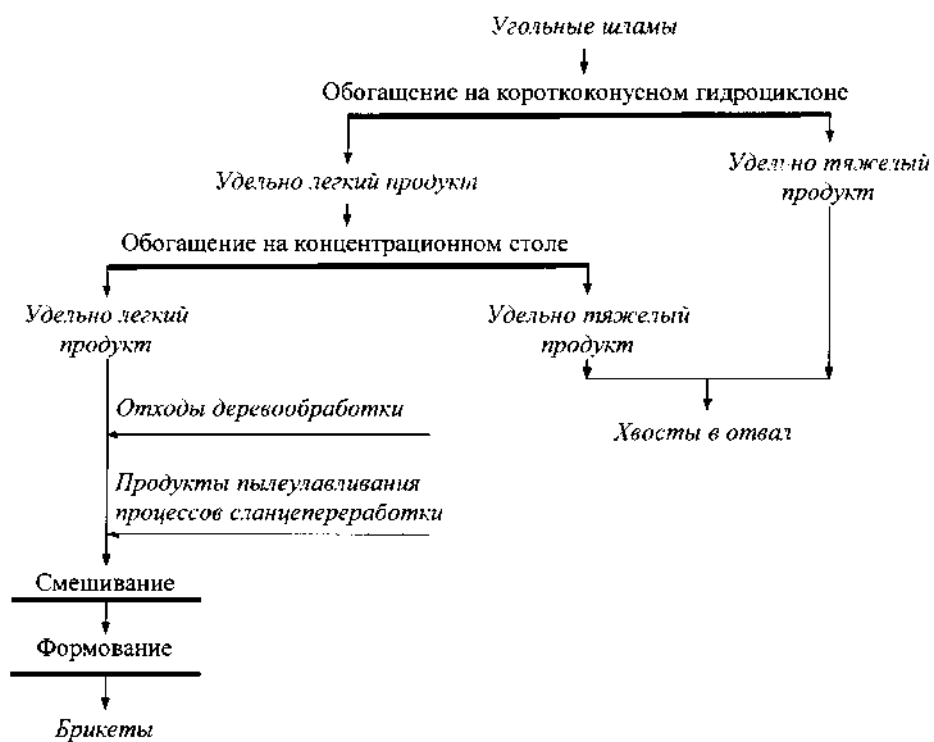 Угольные шламы
Обогащение на короткоконусном гидроциклоне
Удельно легкий продукт
Удельно тяжелый
продукт
Обогащение на концентрационном столе
Удельно легкий
продукт
Удельно тяжелый
продукт
Отходы деревообработки
Хвосты в отвал
Продукты пылеулавливания
процессов сланцепереработки
Смешивание
Формование
Брикеты